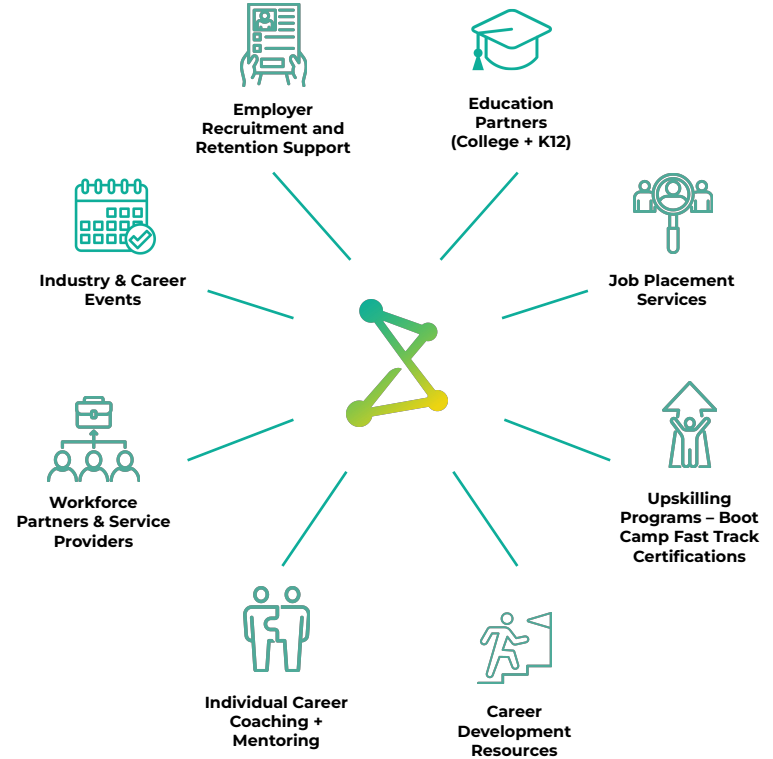 Employer
Recruitment and
Retention Support
Education
Partners
(College + K12)
Industry & Career
Events
Job Placement
Services
Workforce
Partners & Service
Providers
Upskilling
Programs – Boot
Camp Fast Track
Certifications
Individual Career
Coaching +
Mentoring
Career
Development
Resources